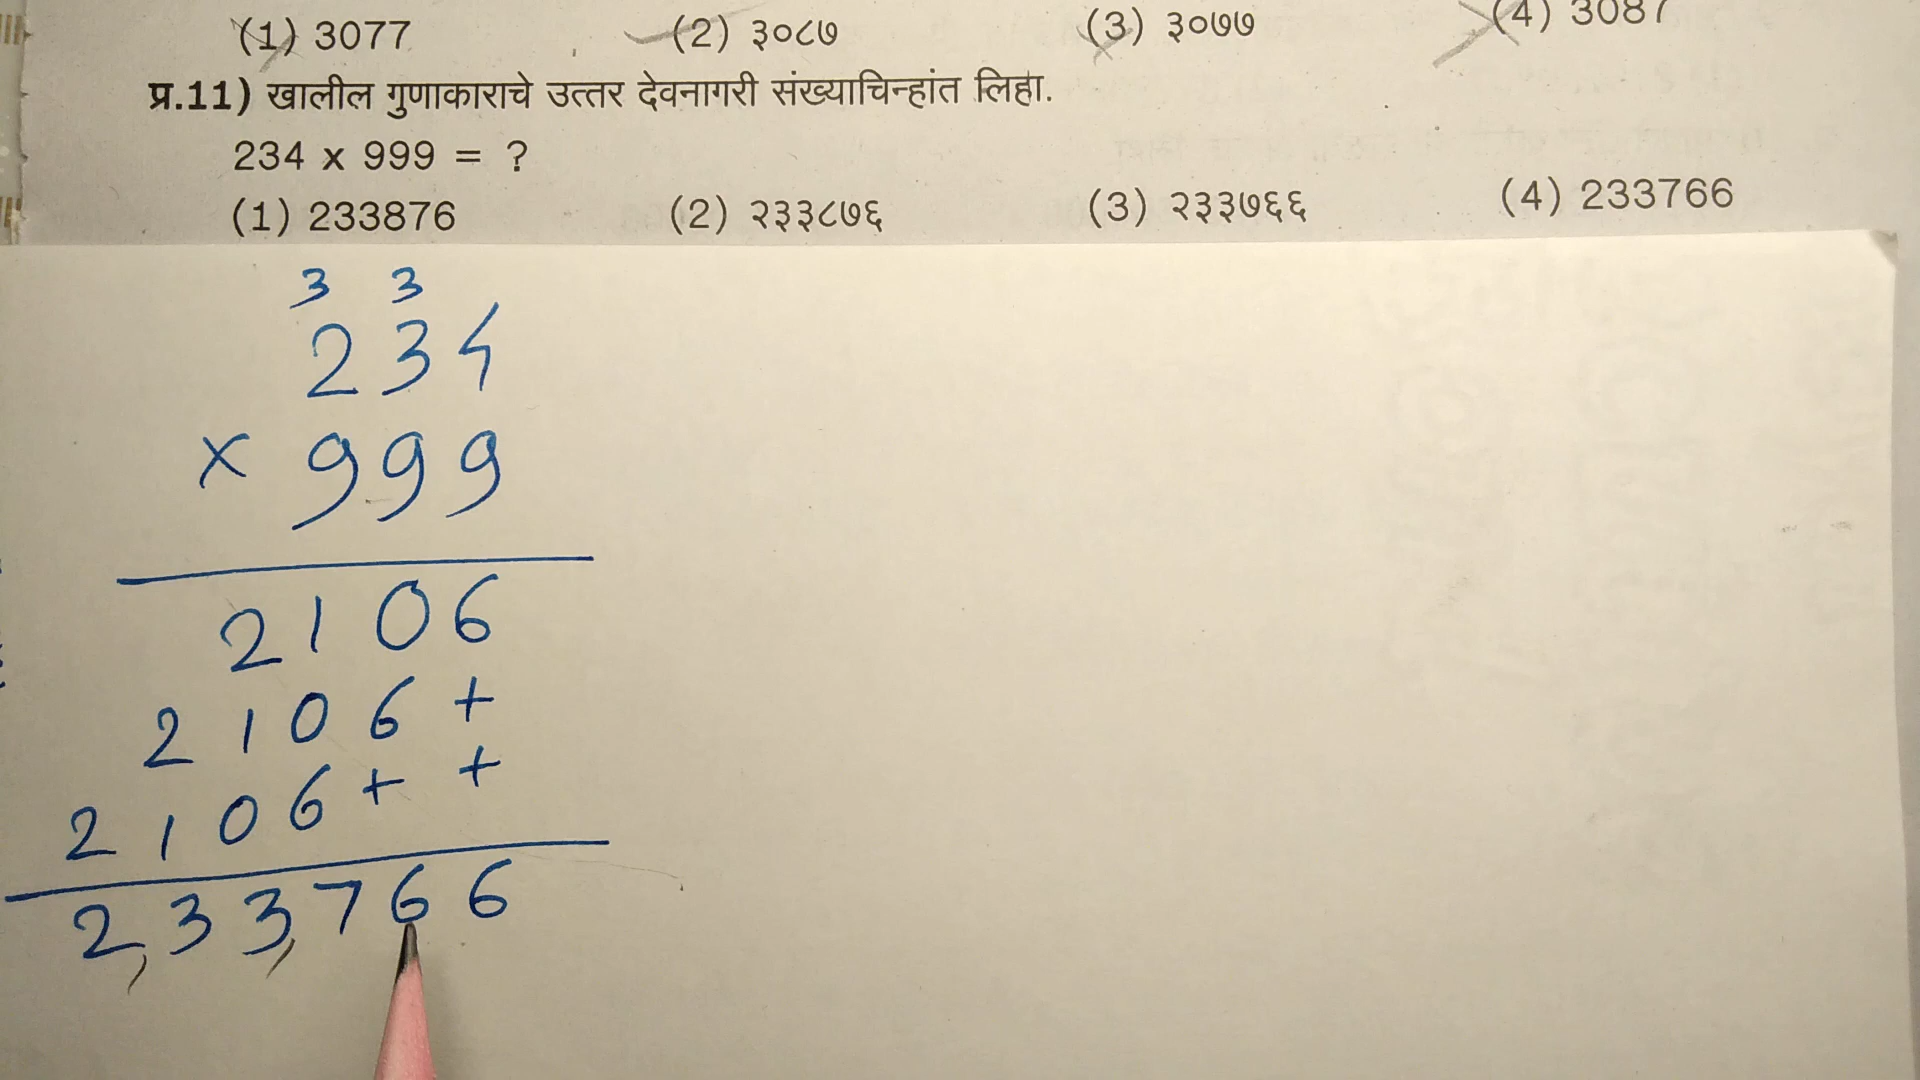 (1) 3077 (2) ३०८७ (3) ३०७७ (4) 3087
प्र.11) खालील गुणाकाराचे उत्तर देवनागरी संख्याचिन्हांत लिहा.
234 x 999 = ?
(1) 233876 (2) २३३८७६ (3) २३३७६६ (4) 233766
3 3
234
x 999
2106
2106+
2106++
2,33,766